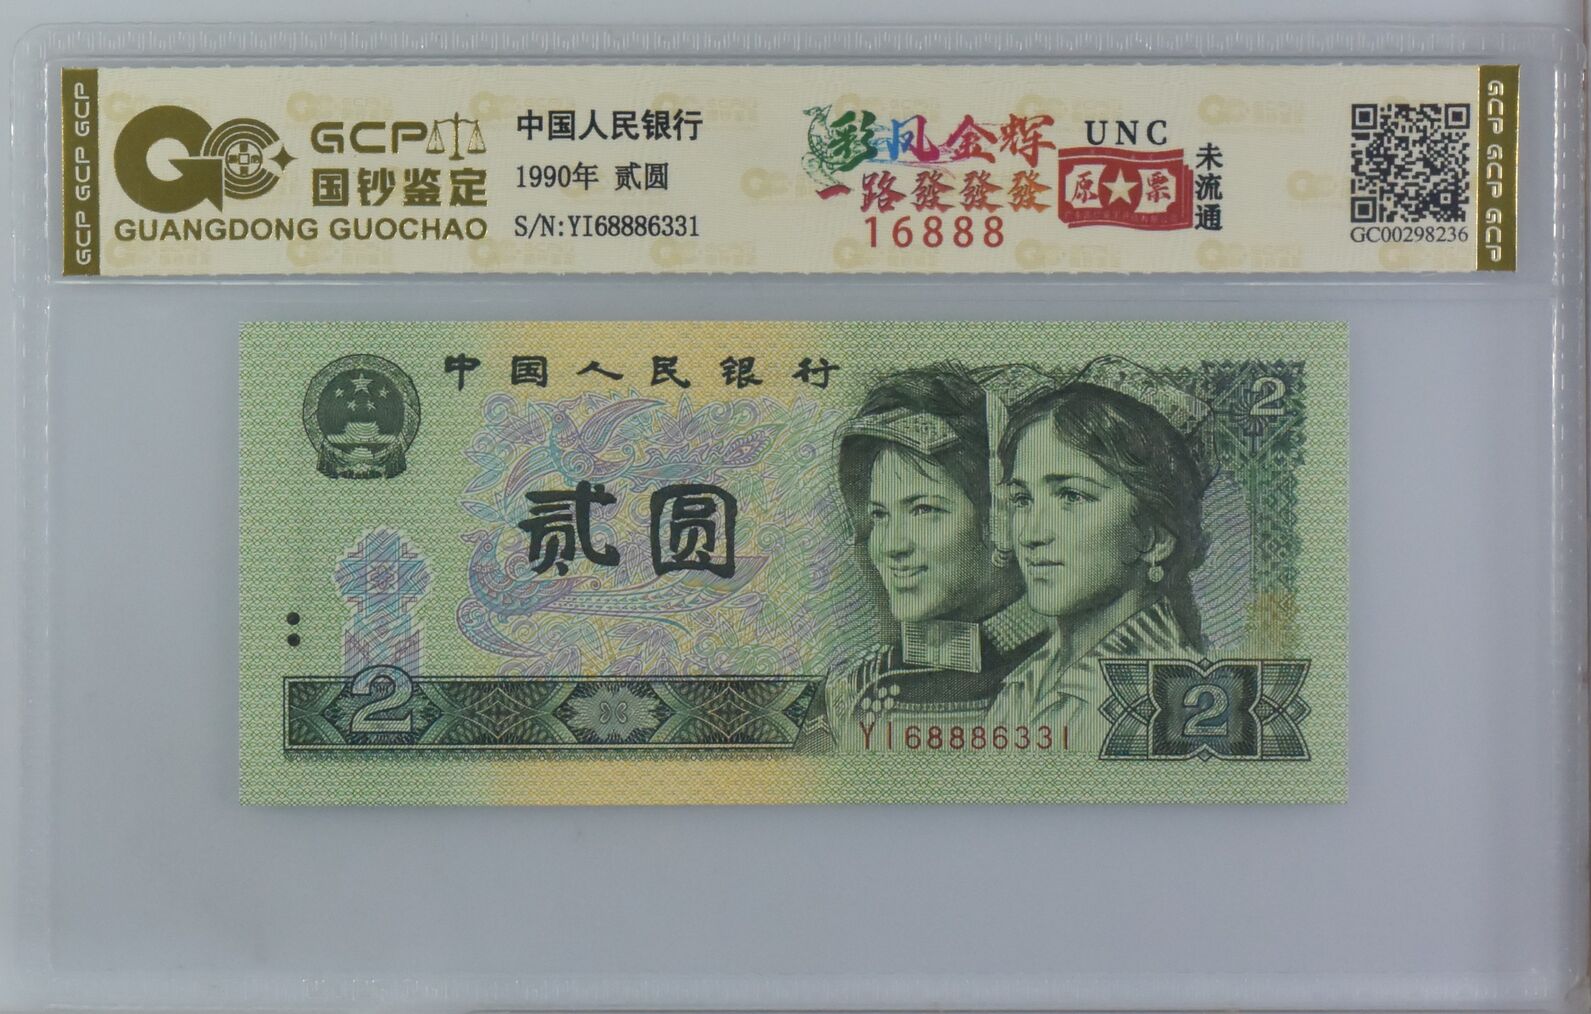 GCP GCP GCP
GCP
国钞鉴定
GUANGDONG GUOCHAO
中国人民银行
1990年 贰圆
S/N:YI68886331
彩凤金辉
一路發發發
16888
UNC
原★票
未流通
GC00298236
GCP GCP GCP
中国人民银行
2
贰圆
2
YI68886331
2